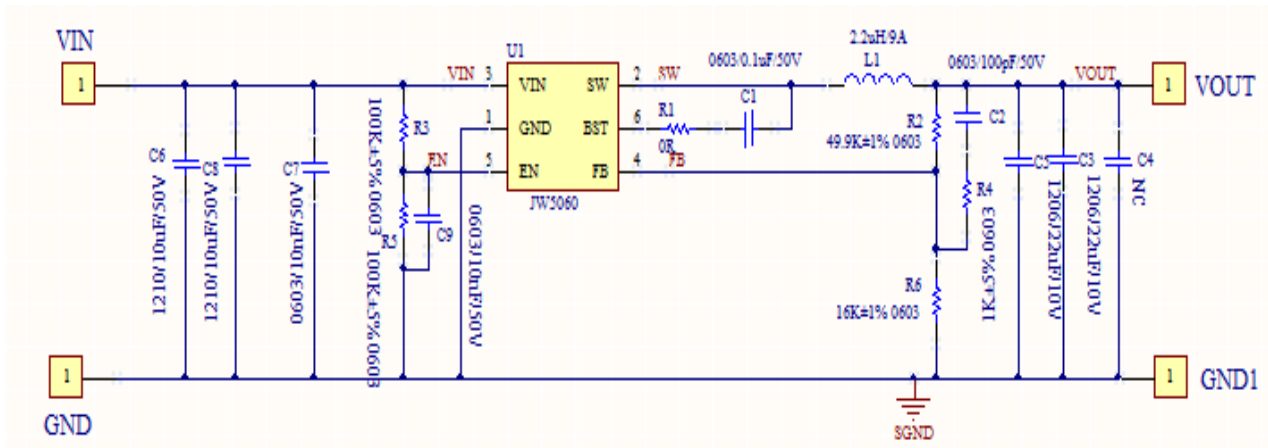 VIN
1
C6
1210/10uF/50V
C8
1210/10uF/50V
C7
0603/10nF/50V
R3
100K±5% 0603
R5
100K±5% 0603
C9
0603/10nF/50V
VIN
3
1
EN
5
U1
VIN
GND
EN
SW
BST
FB
JW5060
2
SW
6
4
FB
R1
0R
0603/0.1uF/50V
C1
2.2uH/9A
L1
R2
49.9K±1% 0603
0603/100pF/50V
C2
R4
1K±5% 0603
R6
16K±1% 0603
C5
1206/22uF/10V
C3
1206/22uF/10V
C4
NC
VOUT
1
VOUT
1
GND
SGND
1
GND1